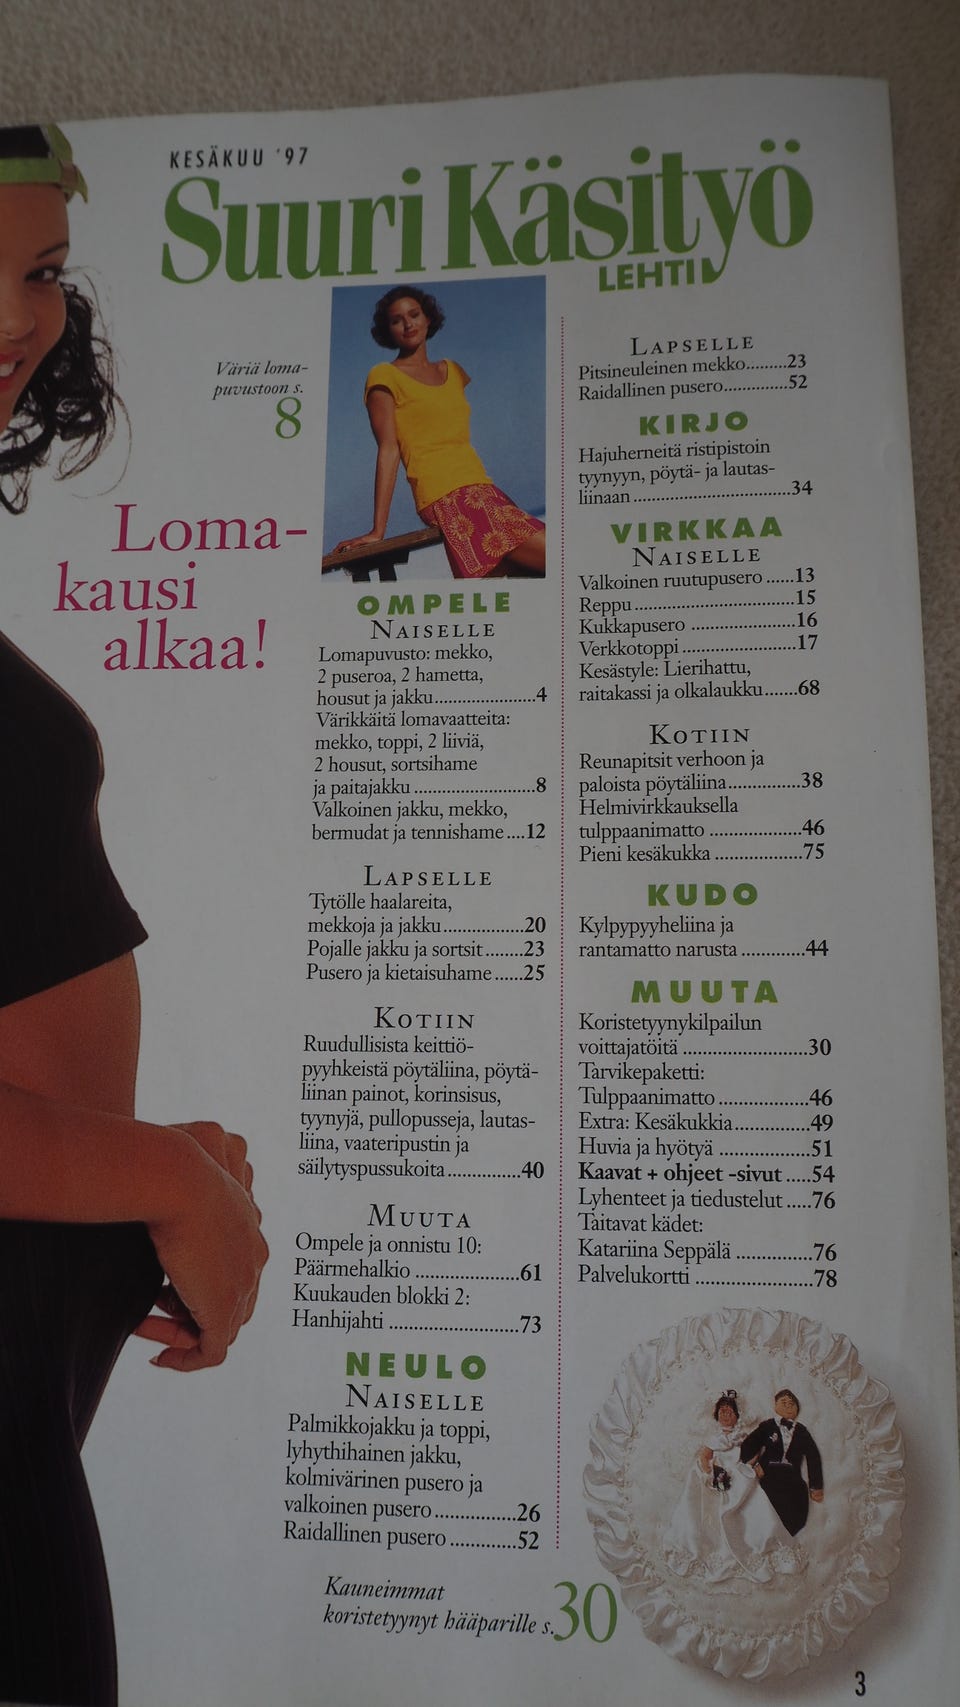 KESÄKUU '97
Suuri Käsityö
LEHTI
Väriä loma-
puvustoon s.
8
Loma-
kausi
alkaa!
OMPELE
NAISELLE
Lomapuvusto: mekko,
2 puseroa, 2 hametta,
housut ja jakku......................4
Värikkäitä lomavaatteita:
mekko, toppi, 2 liiviä,
2 housut, sortsihame
ja paitajakku ..........................8
Valkoinen jakku, mekko,
bermudat ja tennishame....12
LAPSELLE
Tytölle haalareita,
mekkoja ja jakku.................20
Pojalle jakku ja sortsit........23
Pusero ja kietaisuhame......25
KOTIIN
Ruudullisista keittiö-
pyyhkeistä pöytäliina, pöytä-
liinan painot, korinsisus,
tyynyjä, pullopusseja, lautas-
liina, vaateripustin ja
säilytyspussukoita...............40
MUUTA
Ompele ja onnistu 10:
Päärmehalkio ......................61
Kuukauden blokki 2:
Hanhijahti ...........................73
NEULO
NAISELLE
Palmikkojakku ja toppi,
lyhythihainen jakku,
kolmivärinen pusero ja
valkoinen pusero.................26
Raidallinen pusero..............52
Kauneimmat
koristetyynyt hääparille s.30
LAPSELLE
Pitsineuleinen mekko.........23
Raidallinen pusero..............52
KIRJO
Hajuherneitä ristipistoin
tyynyyn, pöytä- ja lautas-
liinaan ..................................34
VIRKKAA
NAISELLE
Valkoinen ruutupusero ......13
Reppu..................................15
Kukkapusero .......................16
Verkkotoppi .........................17
Kesästyle: Lierihattu,
raitakassi ja olkalaukku.......68
KOTIIN
Reunapitsit verhoon ja
paloista pöytäliina...............38
Helmivirkkauksella
tulppaanimatto ....................46
Pieni kesäkukka ...................75
KUDO
Kylpypyyheliina ja
rantamatto narusta ..............44
MUUTA
Koristetyynykilpailun
voittajatöitä ..........................30
Tarvikepaketti:
Tulppaanimatto ...................46
Extra: Kesäkukkia................49
Huvia ja hyötyä ...................51
Kaavat + ohjeet -sivut .....54
Lyhenteet ja tiedustelut .....76
Taitavat kädet:
Katariina Seppälä ................76
Palvelukortti .........................78
3